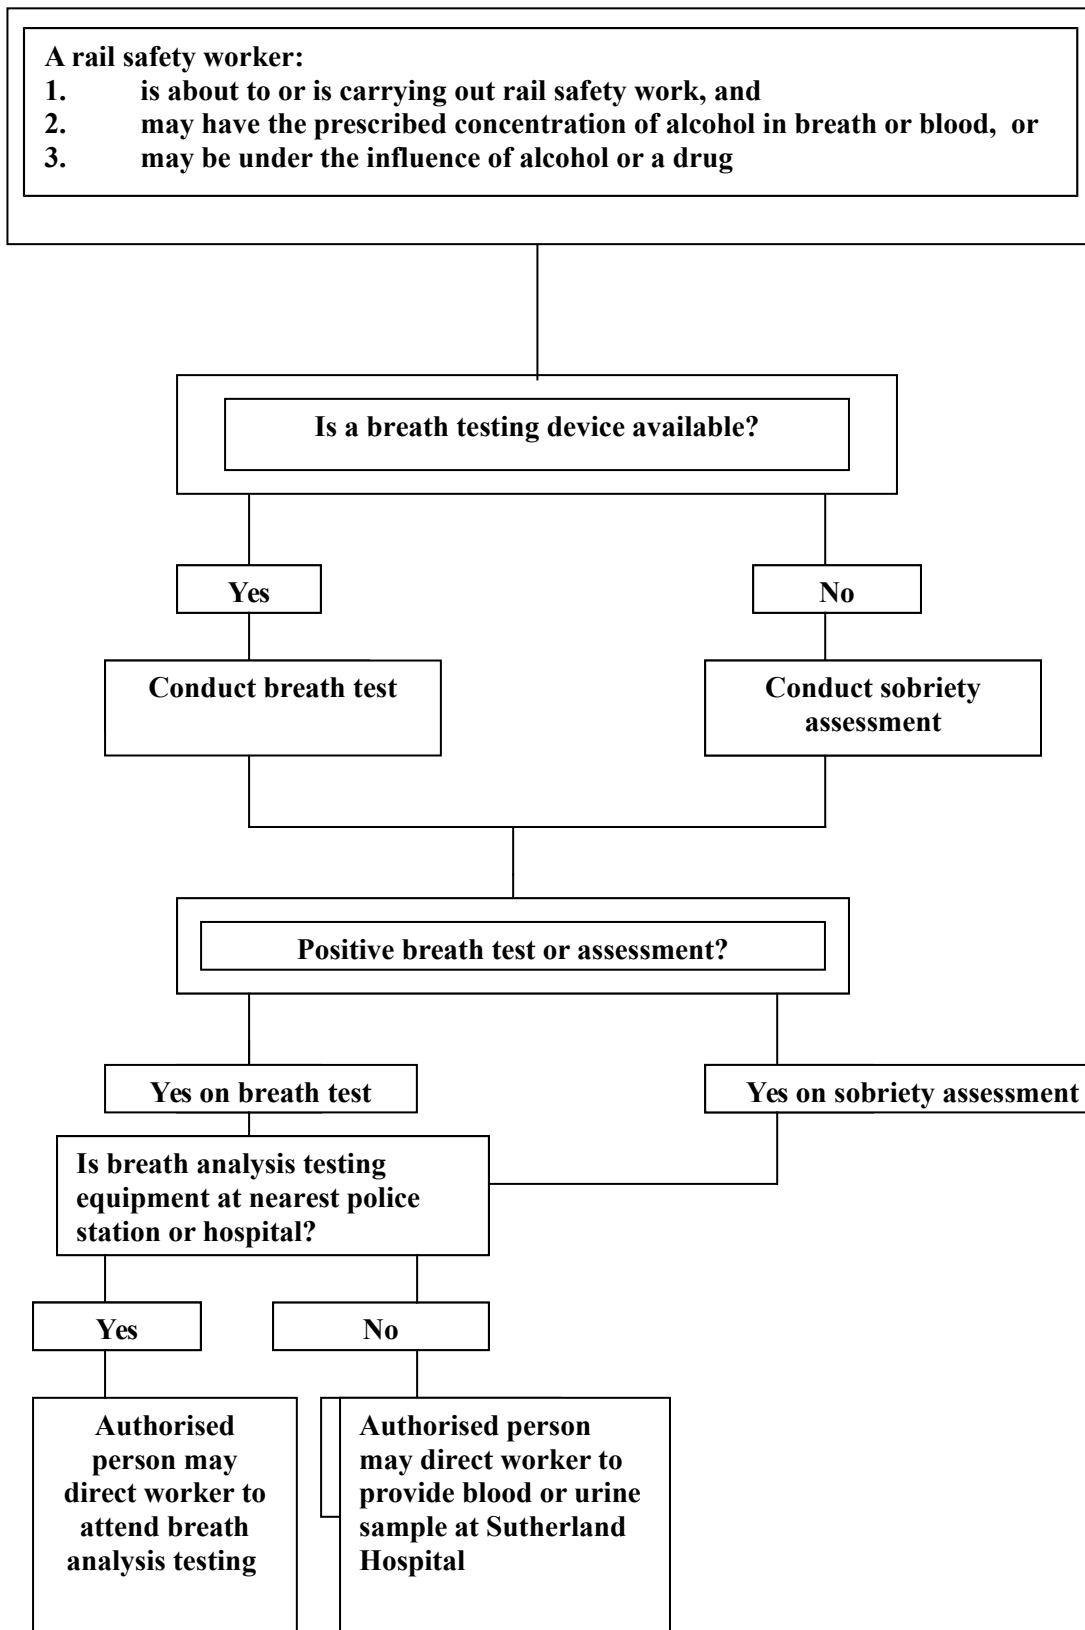 A rail safety worker:
1. is about to or is carrying out rail safety work, and
2. may have the prescribed concentration of alcohol in breath or blood, or
3. may be under the influence of alcohol or a drug
Is a breath testing device available?
Yes
No
Conduct breath test
Conduct sobriety
assessment
Positive breath test or assessment?
Yes on breath test
Yes on sobriety assessment
Is breath analysis testing
equipment at nearest police
station or hospital?
Yes
No
Authorised
person may
direct worker to
attend breath
analysis testing
Authorised person
may direct worker to
provide blood or urine
sample at Sutherland
Hospital